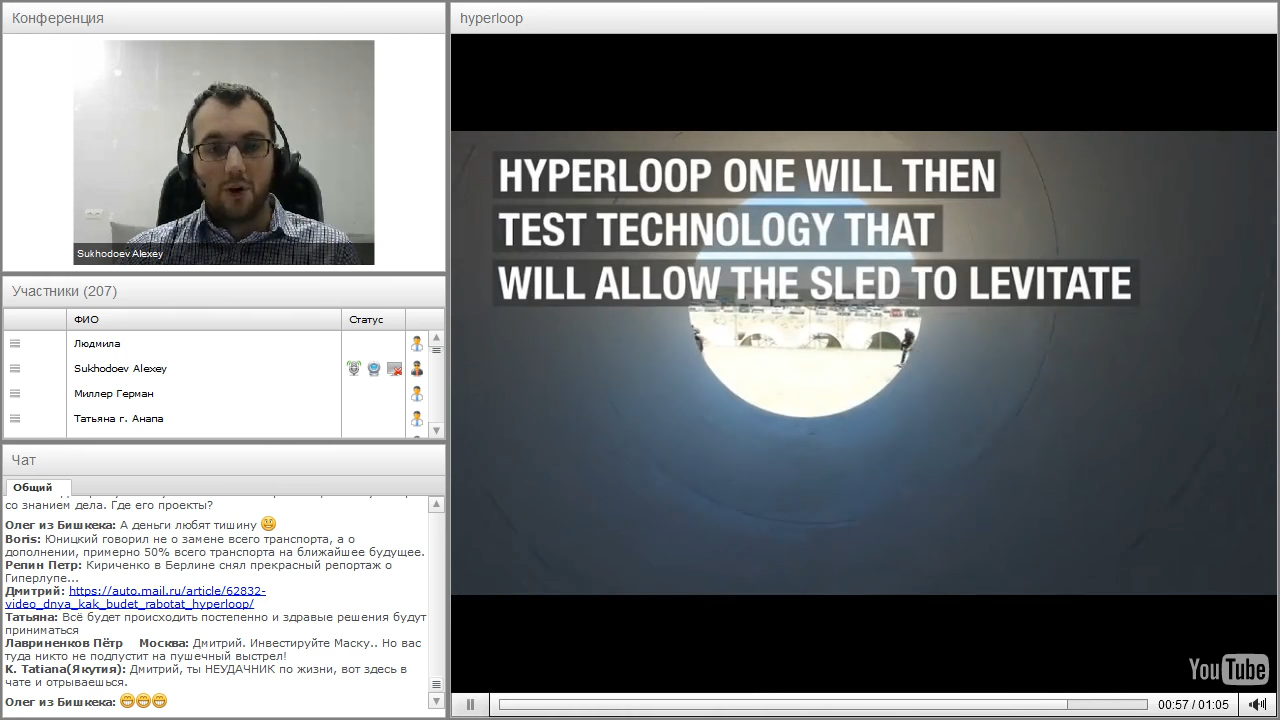 Конференция
Sukhodoev Alexey
Участники (207)
ФИО
Статус
Людмила
Sukhodoev Alexey
Миллер Герман
Татьяна г. Анапа
Чат
Общий
со знанием дела. Где его проекты?
Олег из Бишкека: А деньги любят тишину
Boris: Юницкий говорил не о замене всего транспорта, а о
дополнении, примерно 50% всего транспорта на ближайшее будущее.
Репин Петр: Кириченко в Берлине снял прекрасный репортаж о
Гиперлупе...
Дмитрий: https://auto.mail.ru/article/62832-
video_dnya_kak_budet_rabotat_hyperloop/
Татьяна: Всё будет происходить постепенно и здравые решения будут
приниматься
Лавриненков Пётр Москва: Дмитрий. Инвестируйте Маску.. Но вас
туда никто не подпустит на пушечный выстрел!
K. Tatiana(Якутия): Дмитрий, ты НЕУДАЧНИК по жизни, вот здесь в
чате и отрываешься.
Олег из Бишкека:
hyperloop
HYPERLOOP ONE WILL THEN
TEST TECHNOLOGY THAT
WILL ALLOW THE SLED TO LEVITATE
YouTube
00:57 / 01:05